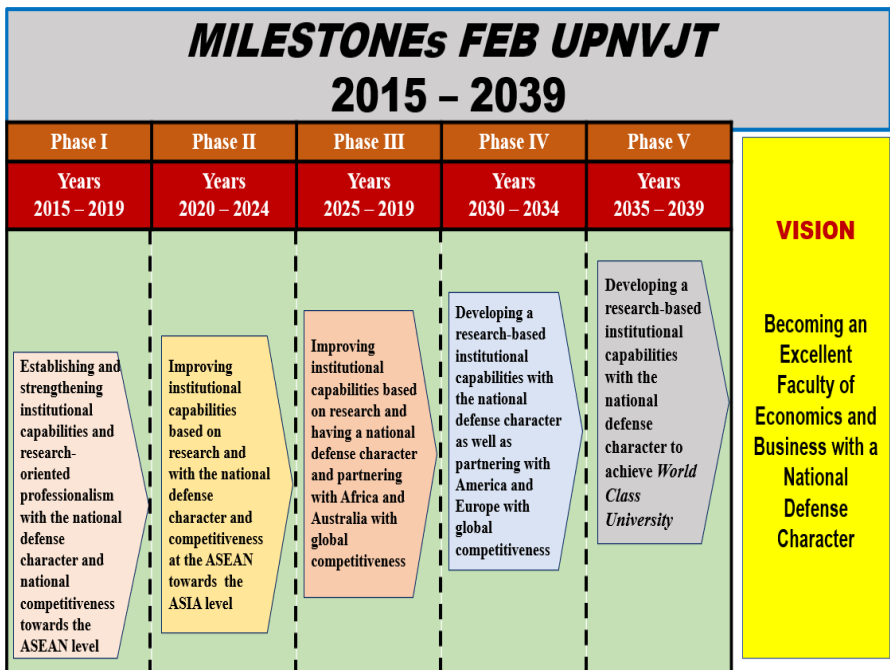 MILESTONEs FEB UPNVJT
2015 – 2039
Phase I
Phase II
Phase III
Phase IV
Phase V
Years
2015 – 2019
Years
2020 – 2024
Years
2025 – 2019
Years
2030 – 2034
Years
2035 – 2039
Establishing and
strengthening
institutional
capabilities and
research-
oriented
professionalism
with the national
defense
character and
national
competitiveness
towards the
ASEAN level
Improving
institutional
capabilities
based on
research and
with the national
defense
character and
competitiveness
at the ASEAN
towards the
ASIA level
Improving
institutional
capabilities based
on research and
having a national
defense character
and partnering
with Africa and
Australia with
global
competitiveness
Developing a
research-based
institutional
capabilities with
the national
defense character
as well as
partnering with
America and
Europe with
global
competitiveness
Developing a
research-based
institutional
capabilities
with the
national
defense
character to
achieve World
Class
University
VISION
Becoming an
Excellent
Faculty of
Economics and
Business with a
National
Defense
Character